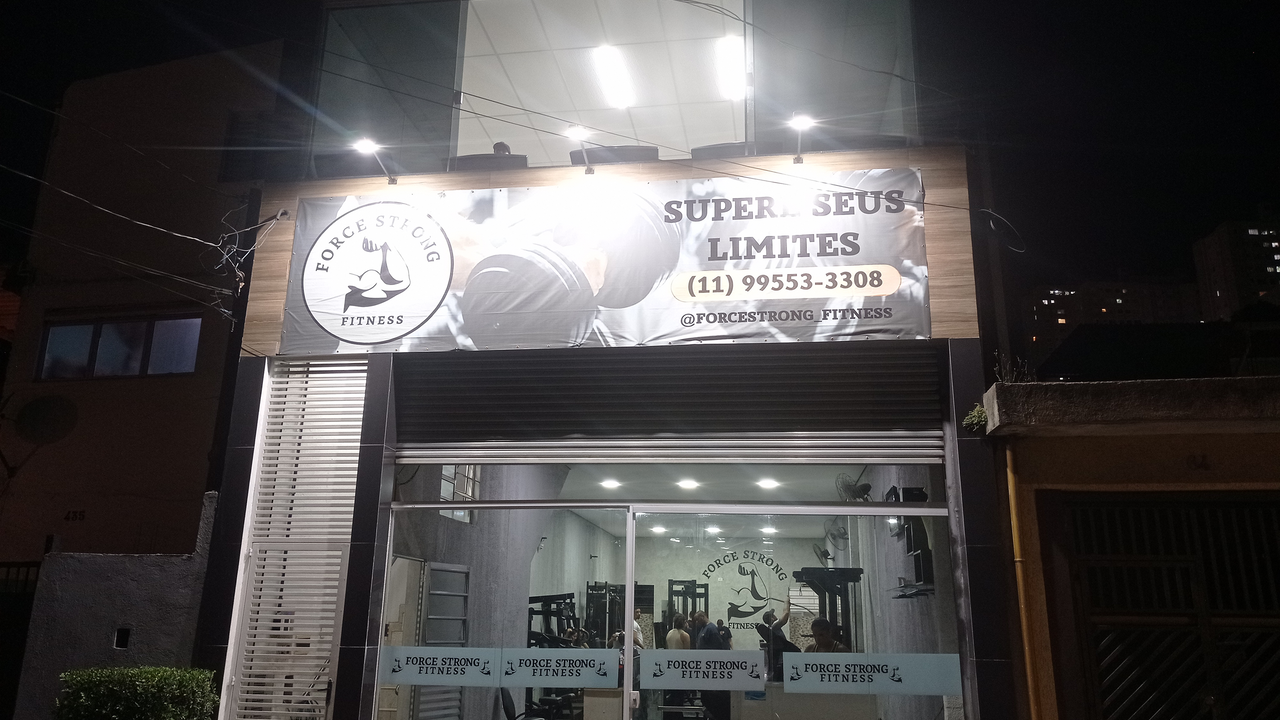 FORCE STRONG
FITNESS
SUPERE SEUS
LIMITES
(11) 99553-3308
@FORCESTRONG_FITNESS
435
FORCE STRONG
FITNESS
FORCE STRONG
FITNESS
FORCE STRONG
FITNESS
FORCE STRONG
FITNESS
FORCE STRONG
FITNESS